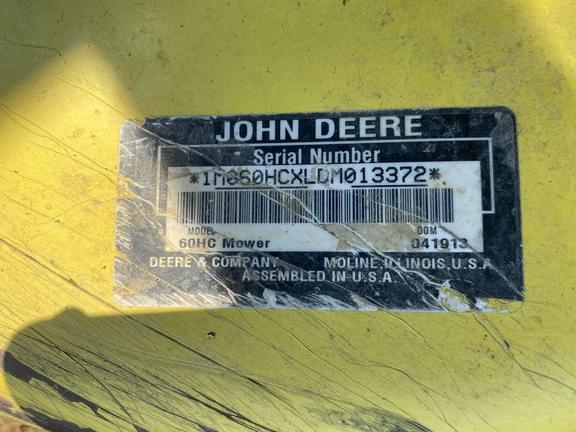 JOHN DEERE
Serial Number
*1M060HCXLDM013372*
MODEL DOM
60HC Mower 041913
DEERE & COMPANY MOLINE, ILLINOIS, U.S.A
ASSEMBLED IN U.S.A.